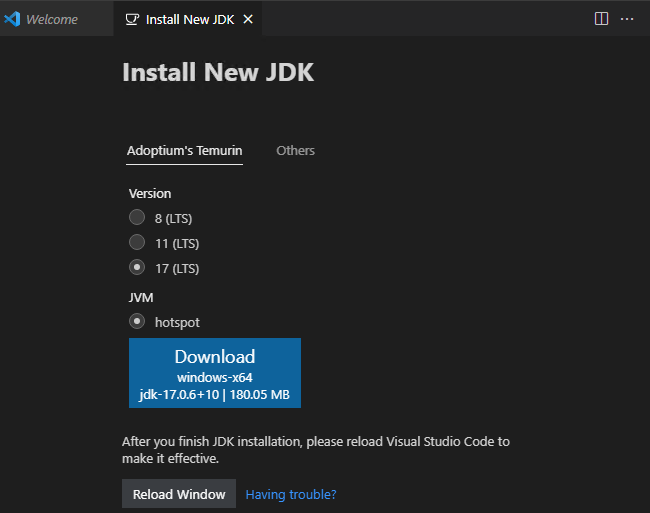 Welcome
Install New JDK
Install New JDK
Adoptium's Temurin
Others
Version
8 (LTS)
11 (LTS)
17 (LTS)
JVM
hotspot
Download
windows-x64
jdk-17.0.6+10 | 180.05 MB
After you finish JDK installation, please reload Visual Studio Code to
make it effective.
Reload Window
Having trouble?